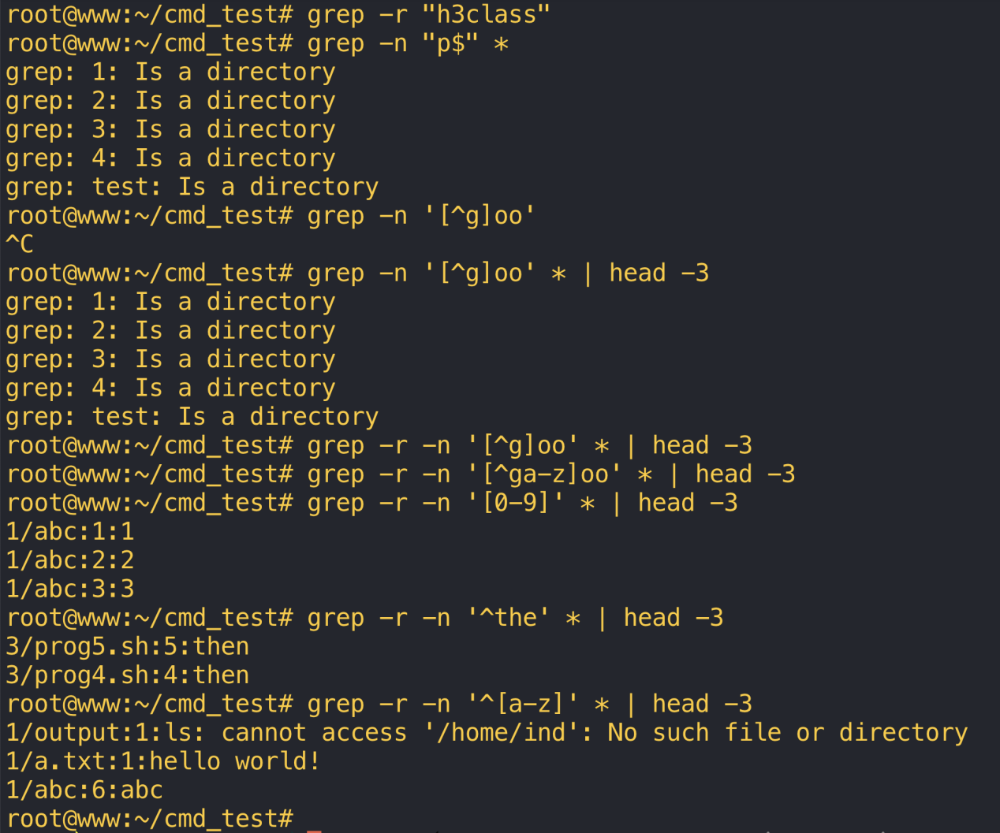 root@www:~/cmd_test# grep -r "h3class"
root@www:~/cmd_test# grep -n "p$" *
grep: 1: Is a directory
grep: 2: Is a directory
grep: 3: Is a directory
grep: 4: Is a directory
grep: test: Is a directory
root@www:~/cmd_test# grep -n '[^g]oo'
^C
root@www:~/cmd_test# grep -n '[^g]oo' * | head -3
grep: 1: Is a directory
grep: 2: Is a directory
grep: 3: Is a directory
grep: 4: Is a directory
grep: test: Is a directory
root@www:~/cmd_test# grep -r -n '[^g]oo' * | head -3
root@www:~/cmd_test# grep -r -n '[^ga-z]oo' * | head -3
root@www:~/cmd_test# grep -r -n '[0-9]' * | head -3
1/abc:1:1
1/abc:2:2
1/abc:3:3
root@www:~/cmd_test# grep -r -n '^the' * | head -3
3/prog5.sh:5:then
3/prog4.sh:4:then
root@www:~/cmd_test# grep -r -n '^[a-z]' * | head -3
1/output:1:ls: cannot access '/home/ind': No such file or directory
1/a.txt:1:hello world!
1/abc:6:abc
root@www:~/cmd_test#